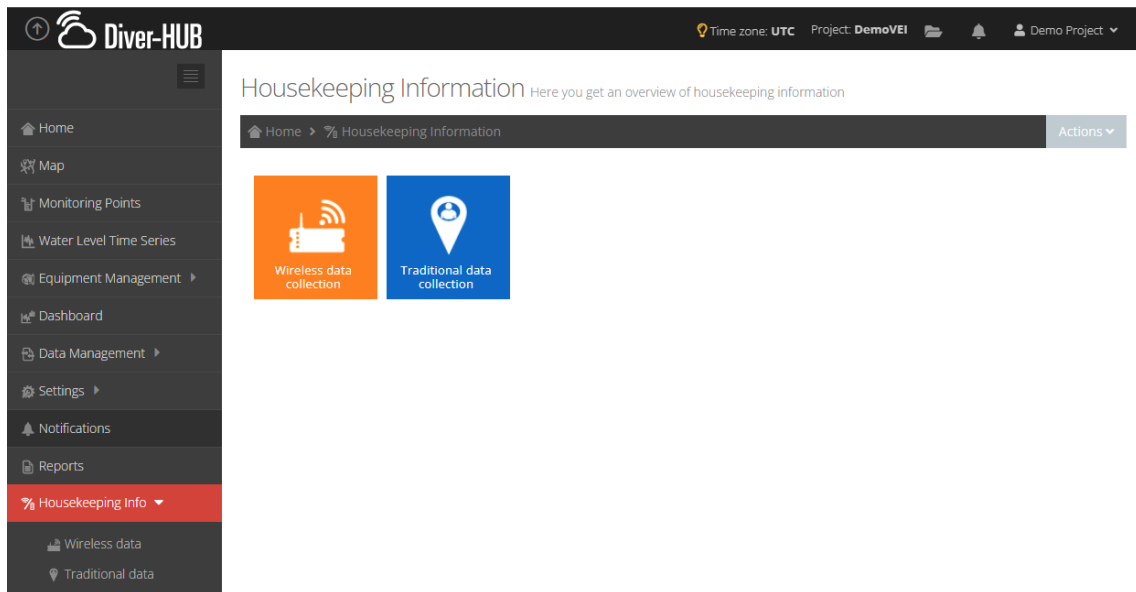 Diver-HUB
Time zone: UTC Project: DemoVEI Demo Project
Housekeeping Information Here you get an overview of housekeeping information
Home > Housekeeping Information Actions
Home
Map
Monitoring Points
Water Level Time Series
Equipment Management
Dashboard
Data Management
Settings
Notifications
Reports
Housekeeping Info
Wireless data
Traditional data
Wireless data
collection
Traditional data
collection